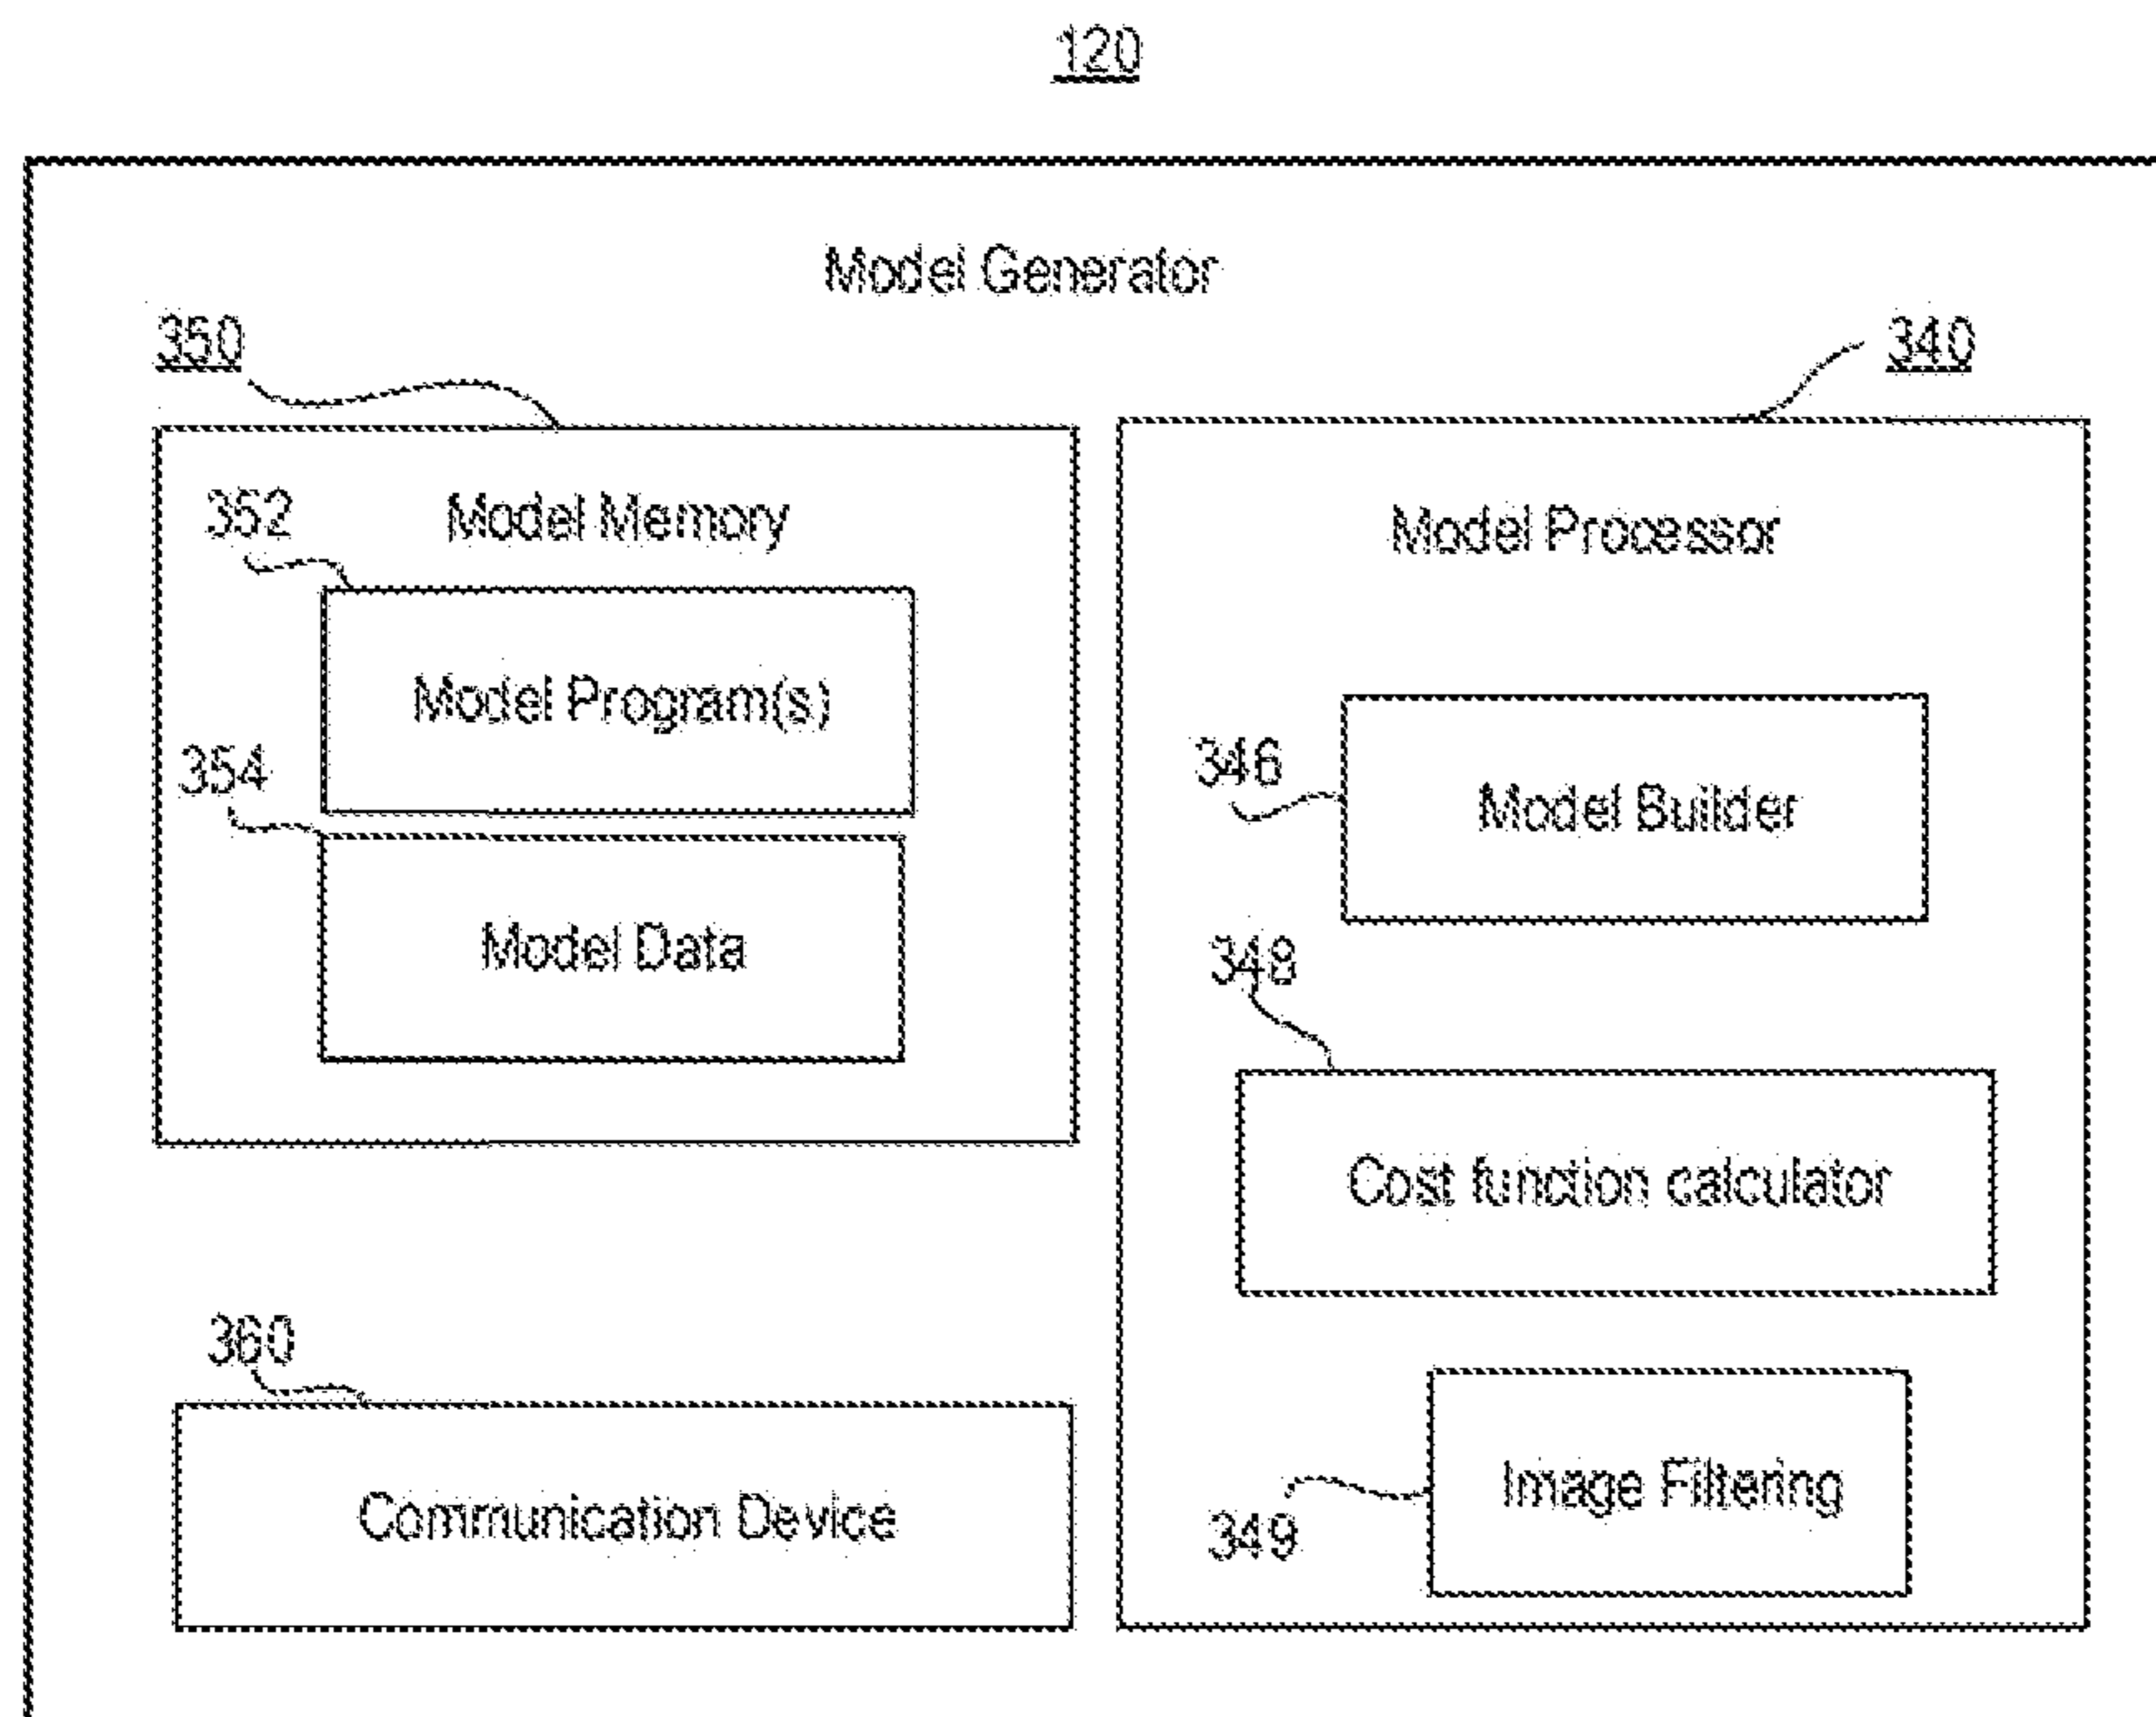 120
Model Generator
350
340
352
Model Memory
Model Processor
Model Program(s)
354
346
Model Builder
Model Data
348
Cost function calculator
360
Communication Device
Image Filtering
349